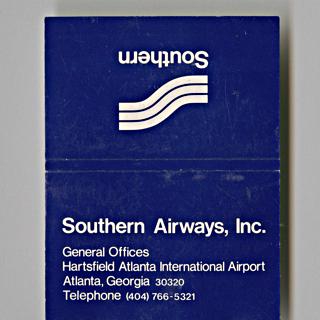 Southern
Southern Airways, Inc.
General Offices
Hartsfield Atlanta International Airport
Atlanta, Georgia 30320
Telephone (404) 766-5321